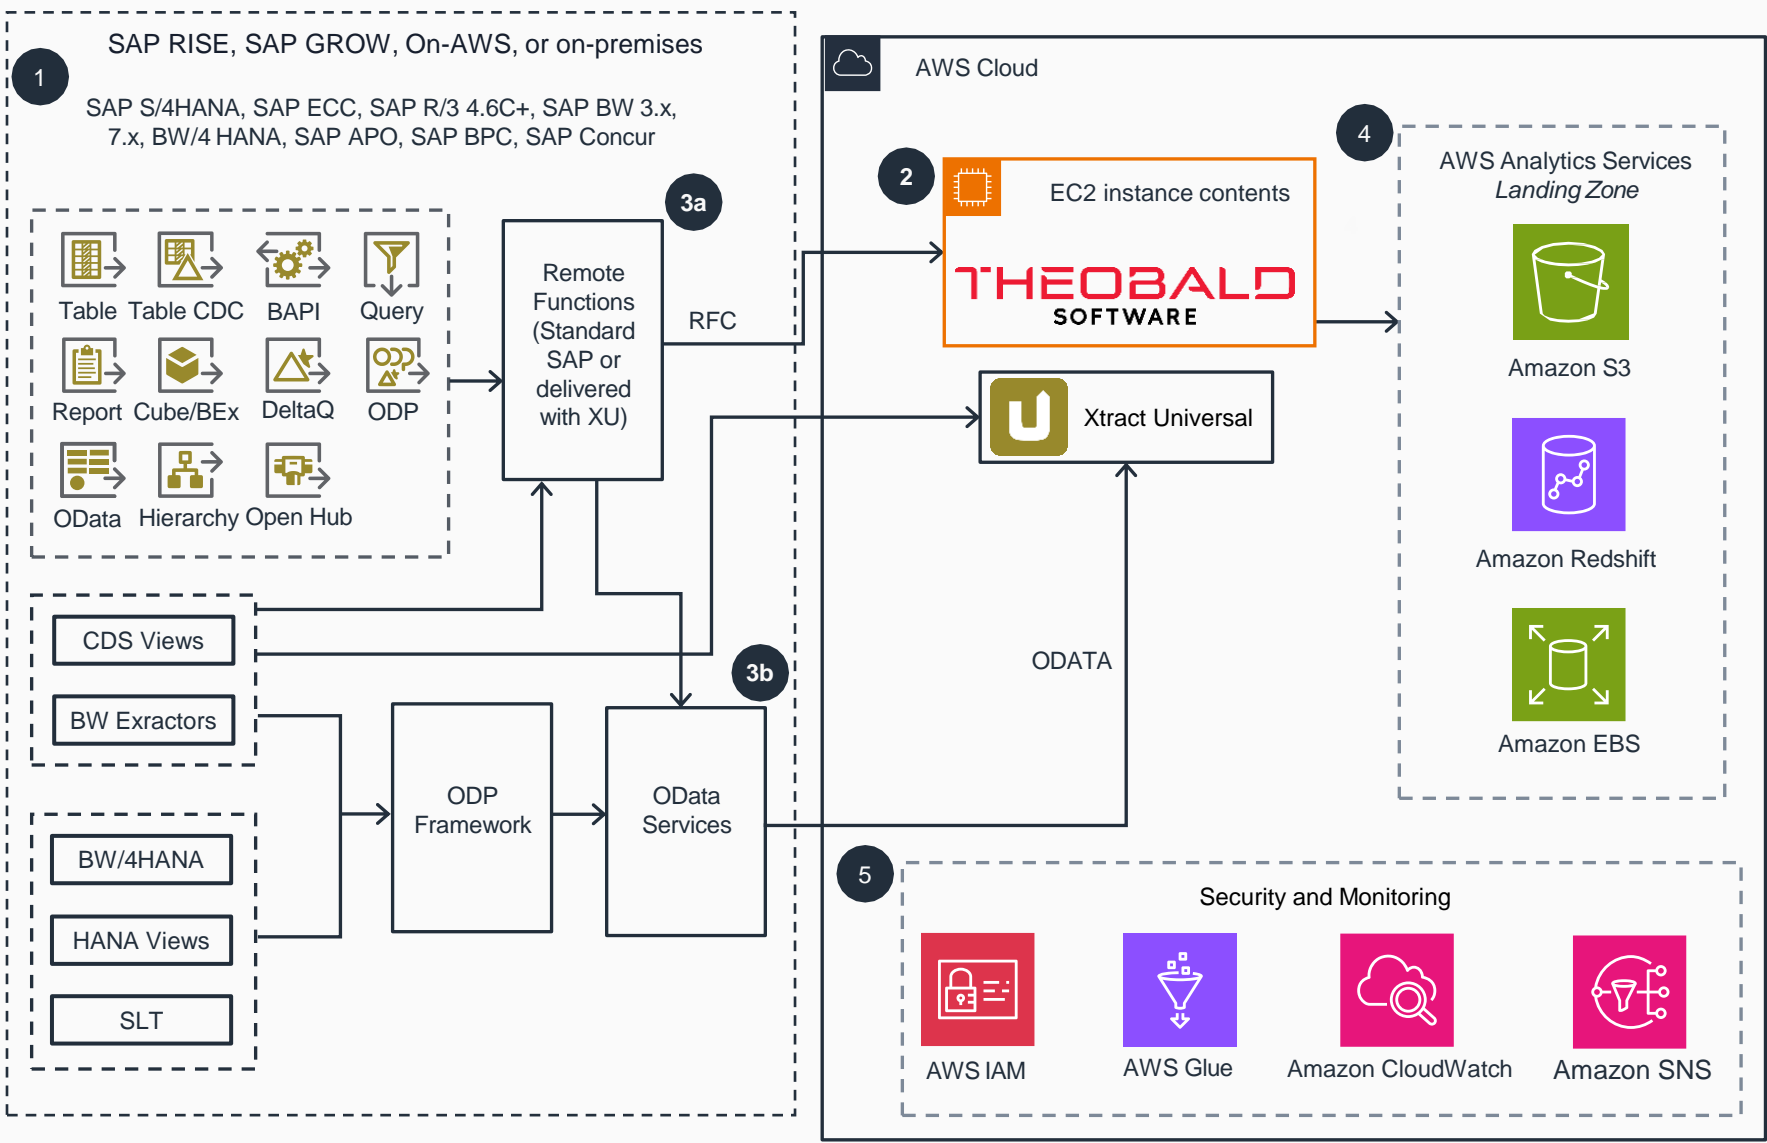 SAP RISE, SAP GROW, On-AWS, or on-premises
1
SAP S/4HANA, SAP ECC, SAP R/3 4.6C+, SAP BW 3.x,
7.x, BW/4 HANA, SAP APO, SAP BPC, SAP Concur
Table
Table CDC
BAPI
Query
Report
Cube/BEx
DeltaQ
ODP
OData
Hierarchy
Open Hub
3a
Remote
Functions
(Standard
SAP or
delivered
with XU)
RFC
CDS Views
BW Exractors
BW/4HANA
HANA Views
SLT
ODP
Framework
3b
OData
Services
AWS Cloud
2
EC2 instance contents
THEOBALD
SOFTWARE
Xtract Universal
ODATA
4
AWS Analytics Services
Landing Zone
Amazon S3
Amazon Redshift
Amazon EBS
5
Security and Monitoring
AWS IAM
AWS Glue
Amazon CloudWatch
Amazon SNS